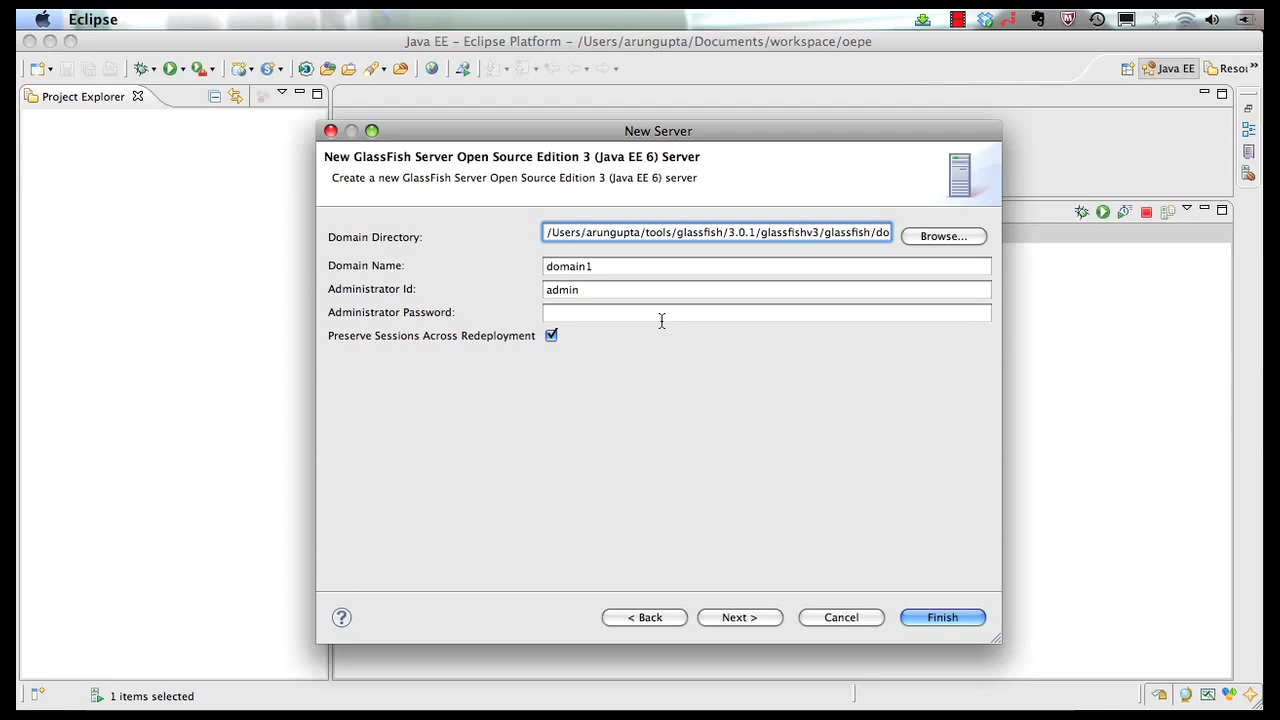 Eclipse
Java EE - Eclipse Platform - /Users/arungupta/Documents/workspace/oepe
Java EE
Resou
Project Explorer
New Server
New GlassFish Server Open Source Edition 3 (Java EE 6) Server
Create a new GlassFish Server Open Source Edition 3 (Java EE 6) server
Domain Directory: /Users/arungupta/tools/glassfish/3.0.1/glassfishv3/glassfish/do Browse...
Domain Name: domain1
Administrator Id: admin
Administrator Password:
Preserve Sessions Across Redeployment
? < Back Next > Cancel Finish
1 items selected